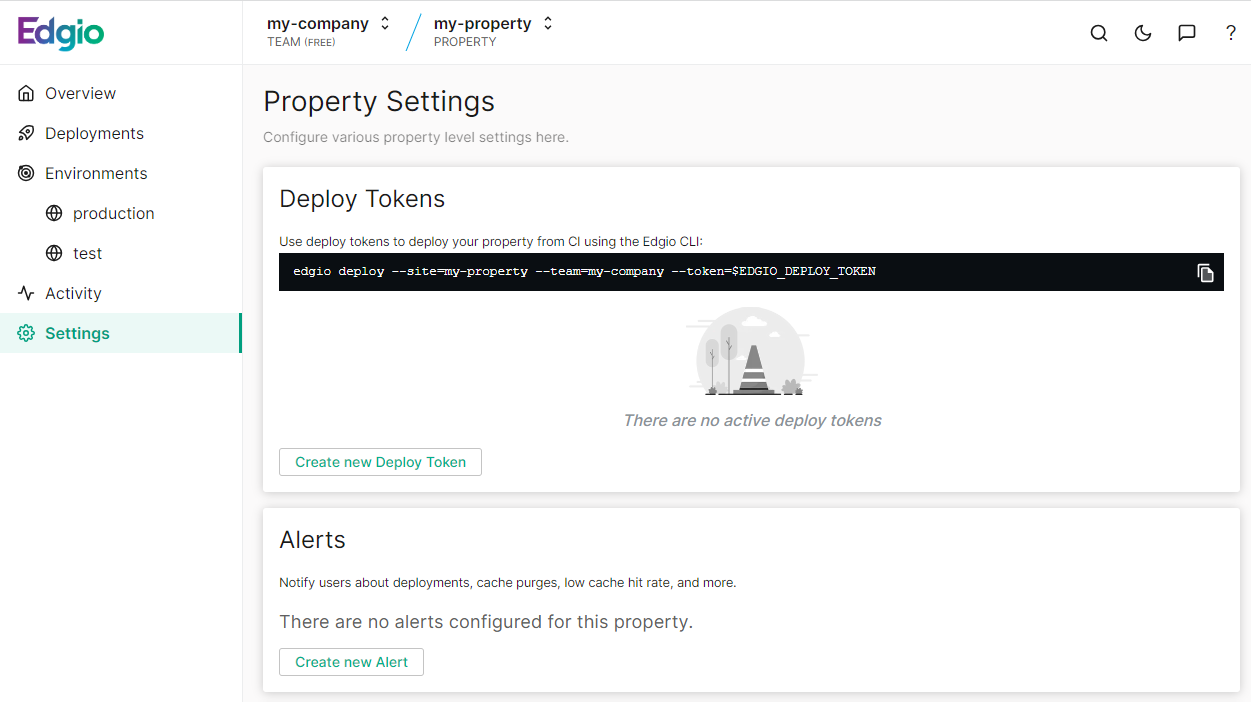 Edgio
my-company
TEAM (FREE)
my-property
PROPERTY
?
Overview
Deployments
Environments
production
test
Activity
Settings
Property Settings
Configure various property level settings here.
Deploy Tokens
Use deploy tokens to deploy your property from CI using the Edgio CLI:
edgio deploy --site=my-property --team=my-company --token=$EDGIO_DEPLOY_TOKEN
There are no active deploy tokens
Create new Deploy Token
Alerts
Notify users about deployments, cache purges, low cache hit rate, and more.
There are no alerts configured for this property.
Create new Alert